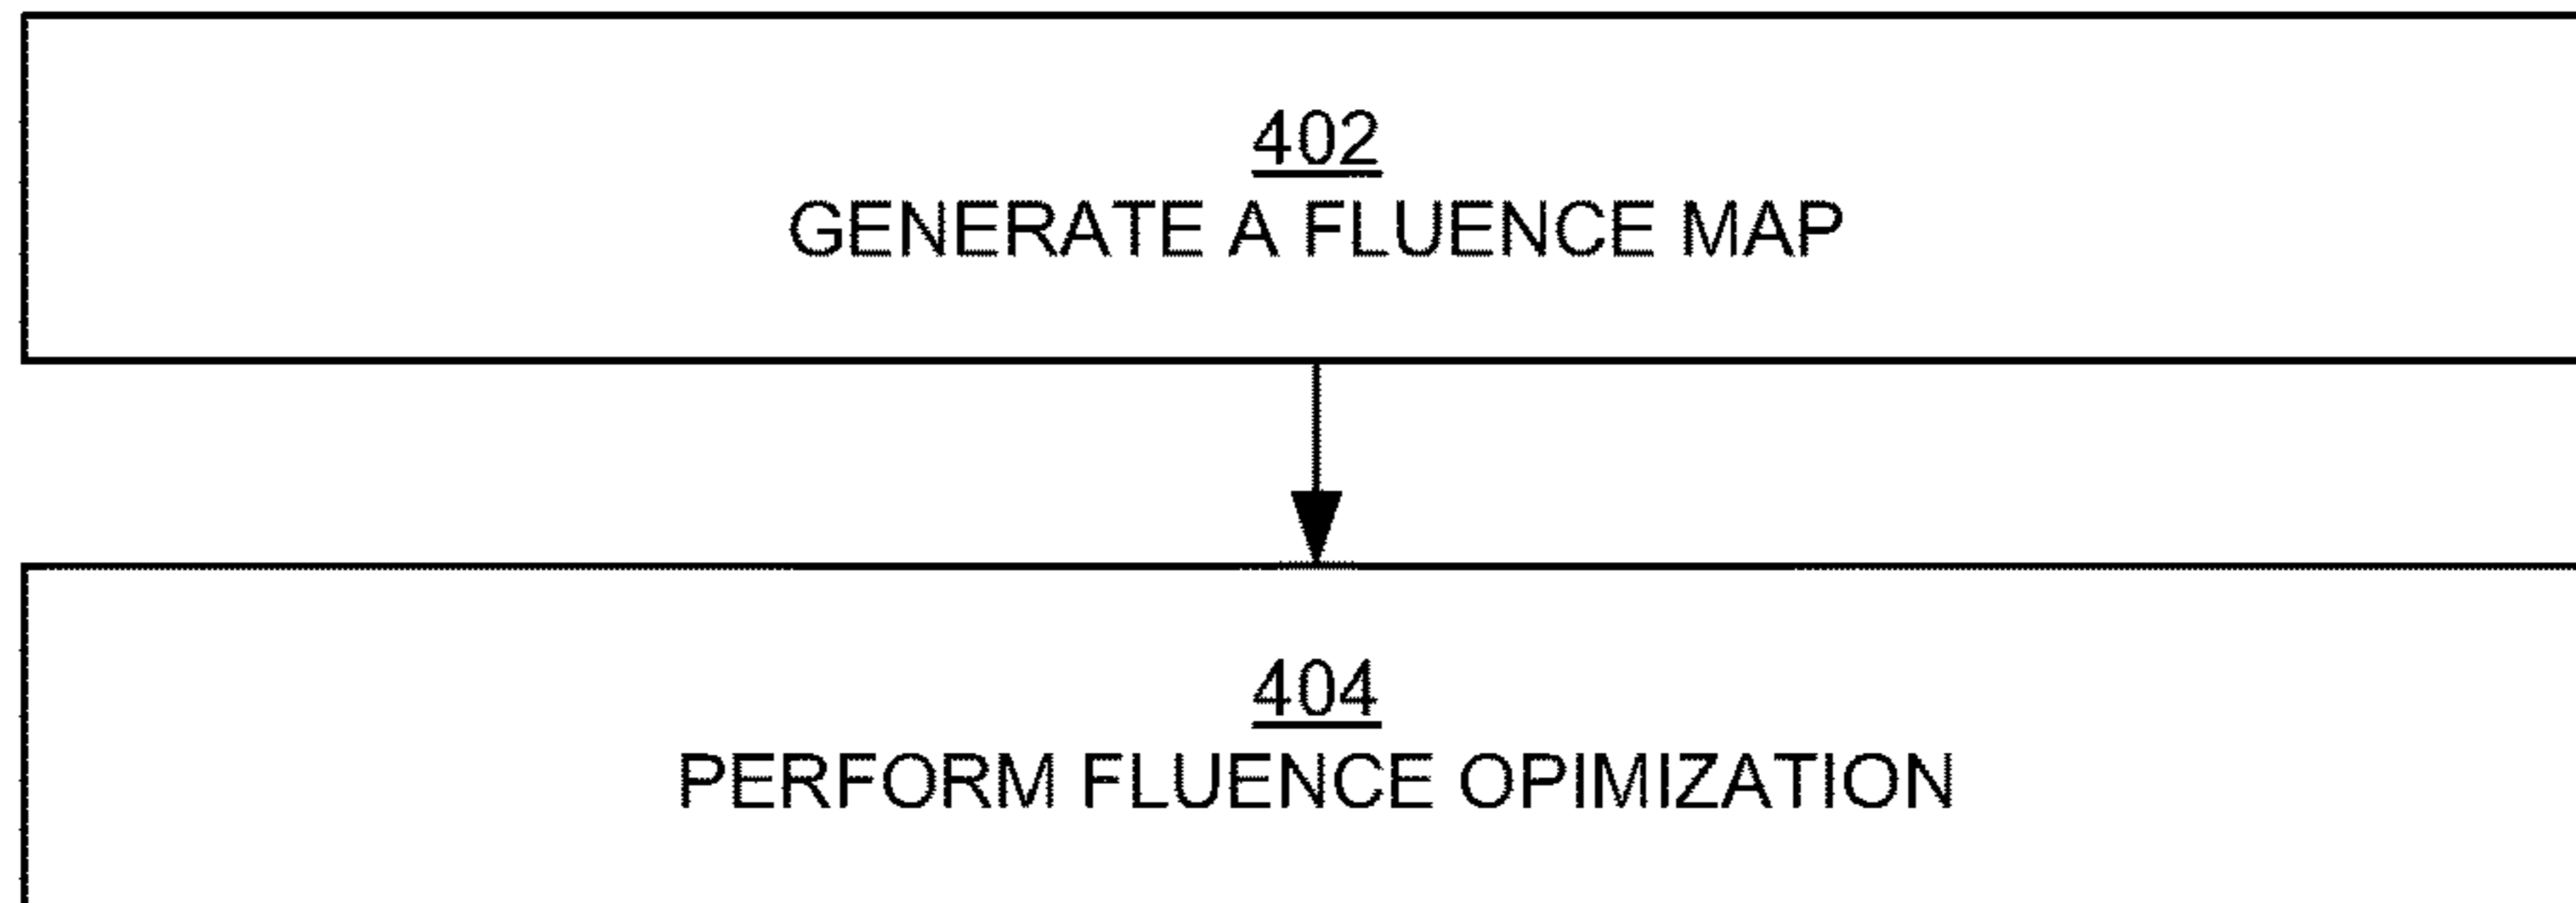 402
GENERATE A FLUENCE MAP
404
PERFORM FLUENCE OPIMIZATION